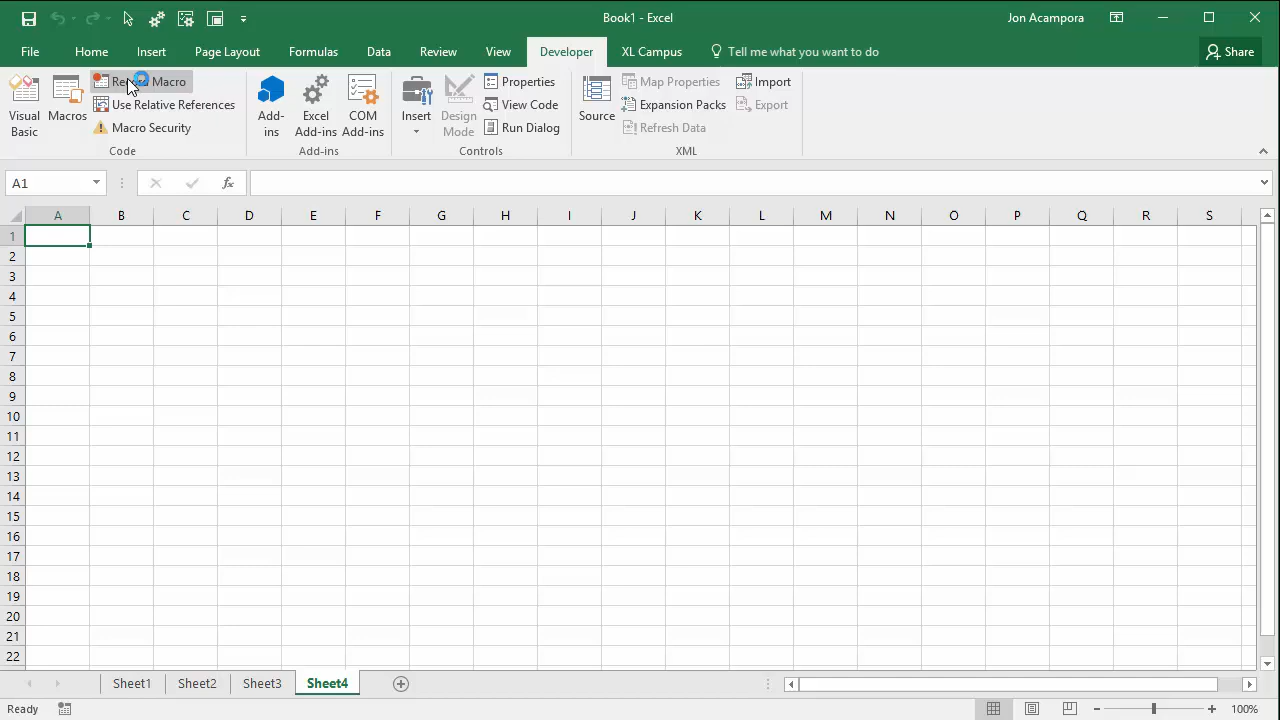 Book1 - Excel
Jon Acampora
File Home Insert Page Layout Formulas Data Review View Developer XL Campus Tell me what you want to do Share
Visual Basic
Macros
Macro
Use Relative References
Macro Security
Code
Add-ins
Excel Add-ins
COM Add-ins
Add-ins
Insert
Design Mode
Properties
View Code
Run Dialog
Controls
Source
Map Properties
Expansion Packs
Refresh Data
Import
Export
XML
A1
fx
A B C D E F G H I J K L M N O P Q R S
1
2
3
4
5
6
7
8
9
10
11
12
13
14
15
16
17
18
19
20
21
22
Sheet1 Sheet2 Sheet3 Sheet4
Ready
100%